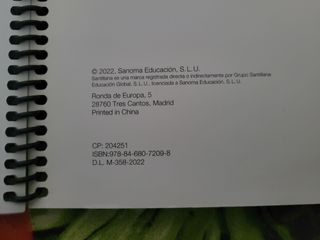 © 2022, Sanoma Educación, S. L. U.
Santillana es una marca registrada directa o indirectamente por Grupo Santillana
Educación Global, S. L. U., licenciada a Sanoma Educación, S. L. U.
Ronda de Europa, 5
28760 Tres Cantos, Madrid
Printed in China
CP: 204251
ISBN:978-84-680-7209-8
D.L. M-358-2022